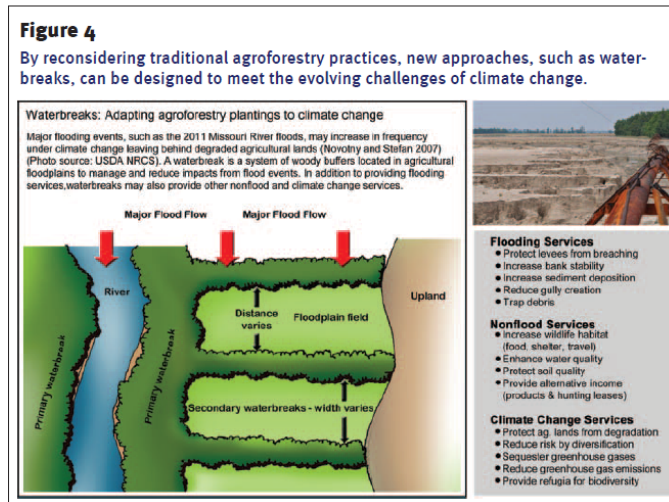 Figure 4
By reconsidering traditional agroforestry practices, new approaches, such as water-
breaks, can be designed to meet the evolving challenges of climate change.
Waterbreaks: Adapting agroforestry plantings to climate change
Major flooding events, such as the 2011 Missouri River floods, may increase in frequency
under climate change leaving behind degraded agricultural lands (Novotny and Stefan 2007)
(Photo source: USDA NRCS). A waterbreak is a system of woody buffers located in agricultural
floodplains to manage and reduce impacts from flood events. In addition to providing flooding
services,waterbreaks may also provide other nonflood and climate change services.
Major Flood Flow
Major Flood Flow
River
Upland
Distance
varies
Floodplain field
Primary waterbreak
Primary waterbreak
Secondary waterbreaks - width varies
Flooding Services
● Protect levees from breaching
● Increase bank stability
● Increase sediment deposition
● Reduce gully creation
● Trap debris
Nonflood Services
● Increase wildlife habitat
(food, shelter, travel)
● Enhance water quality
● Protect soil quality
● Provide alternative income
(products & hunting leases)
Climate Change Services
● Protect ag. lands from degradation
● Reduce risk by diversification
● Sequester greenhouse gases
● Reduce greenhouse gas emissions
● Provide refugia for biodiversity